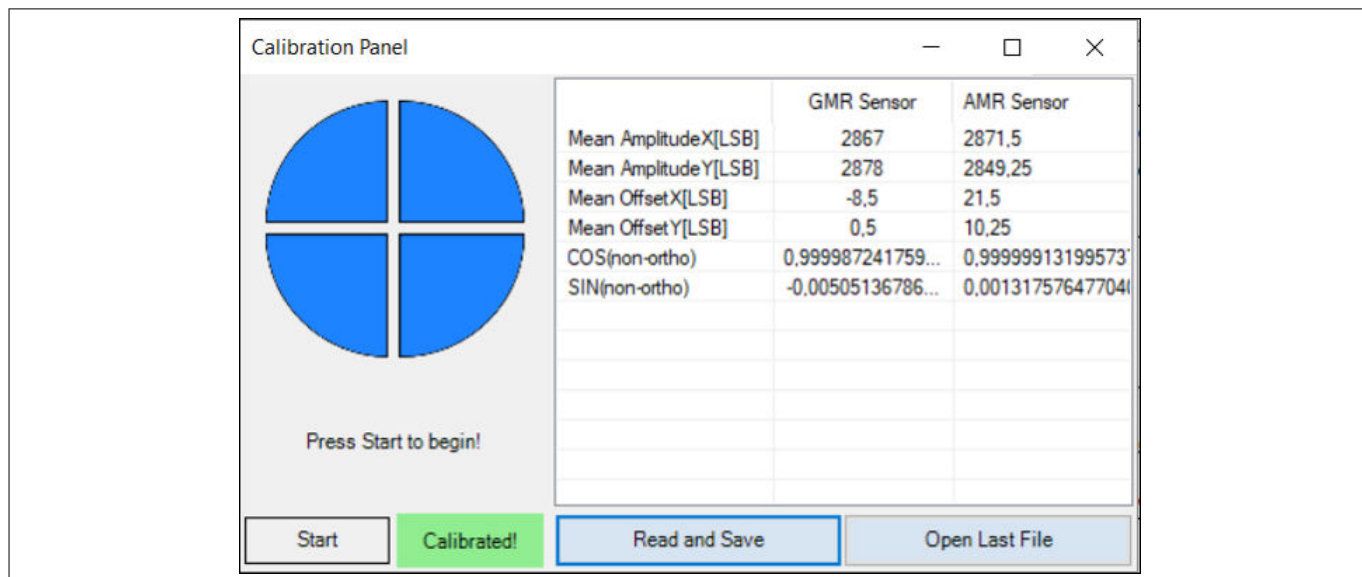 Calibration Panel
GMR Sensor AMR Sensor
Mean AmplitudeX[LSB] 2867 2871,5
Mean AmplitudeY[LSB] 2878 2849,25
Mean OffsetX[LSB] -8,5 21,5
Mean OffsetY[LSB] 0,5 10,25
COS(non-ortho) 0,999987241759... 0,99999913199573
SIN(non-ortho) -0,00505136786... 0,00131757647704
Press Start to begin!
Start Calibrated! Read and Save Open Last File